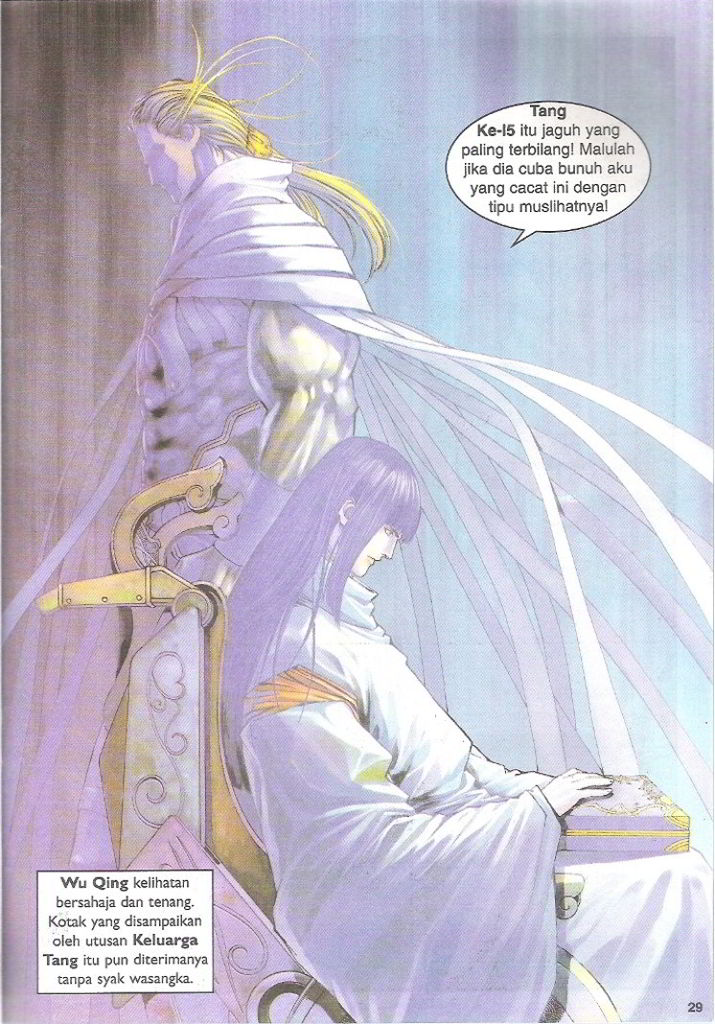 Tang
Ke-15 itu jaguh yang
paling terbilang! Malulah
jika dia cuba bunuh aku
yang cacat ini dengan
tipu muslihatnya!
Wu Qing kelihatan
bersahaja dan tenang.
Kotak yang disampaikan
oleh utusan Keluarga
Tang itu pun diterimanya
tanpa syak wasangka.
29